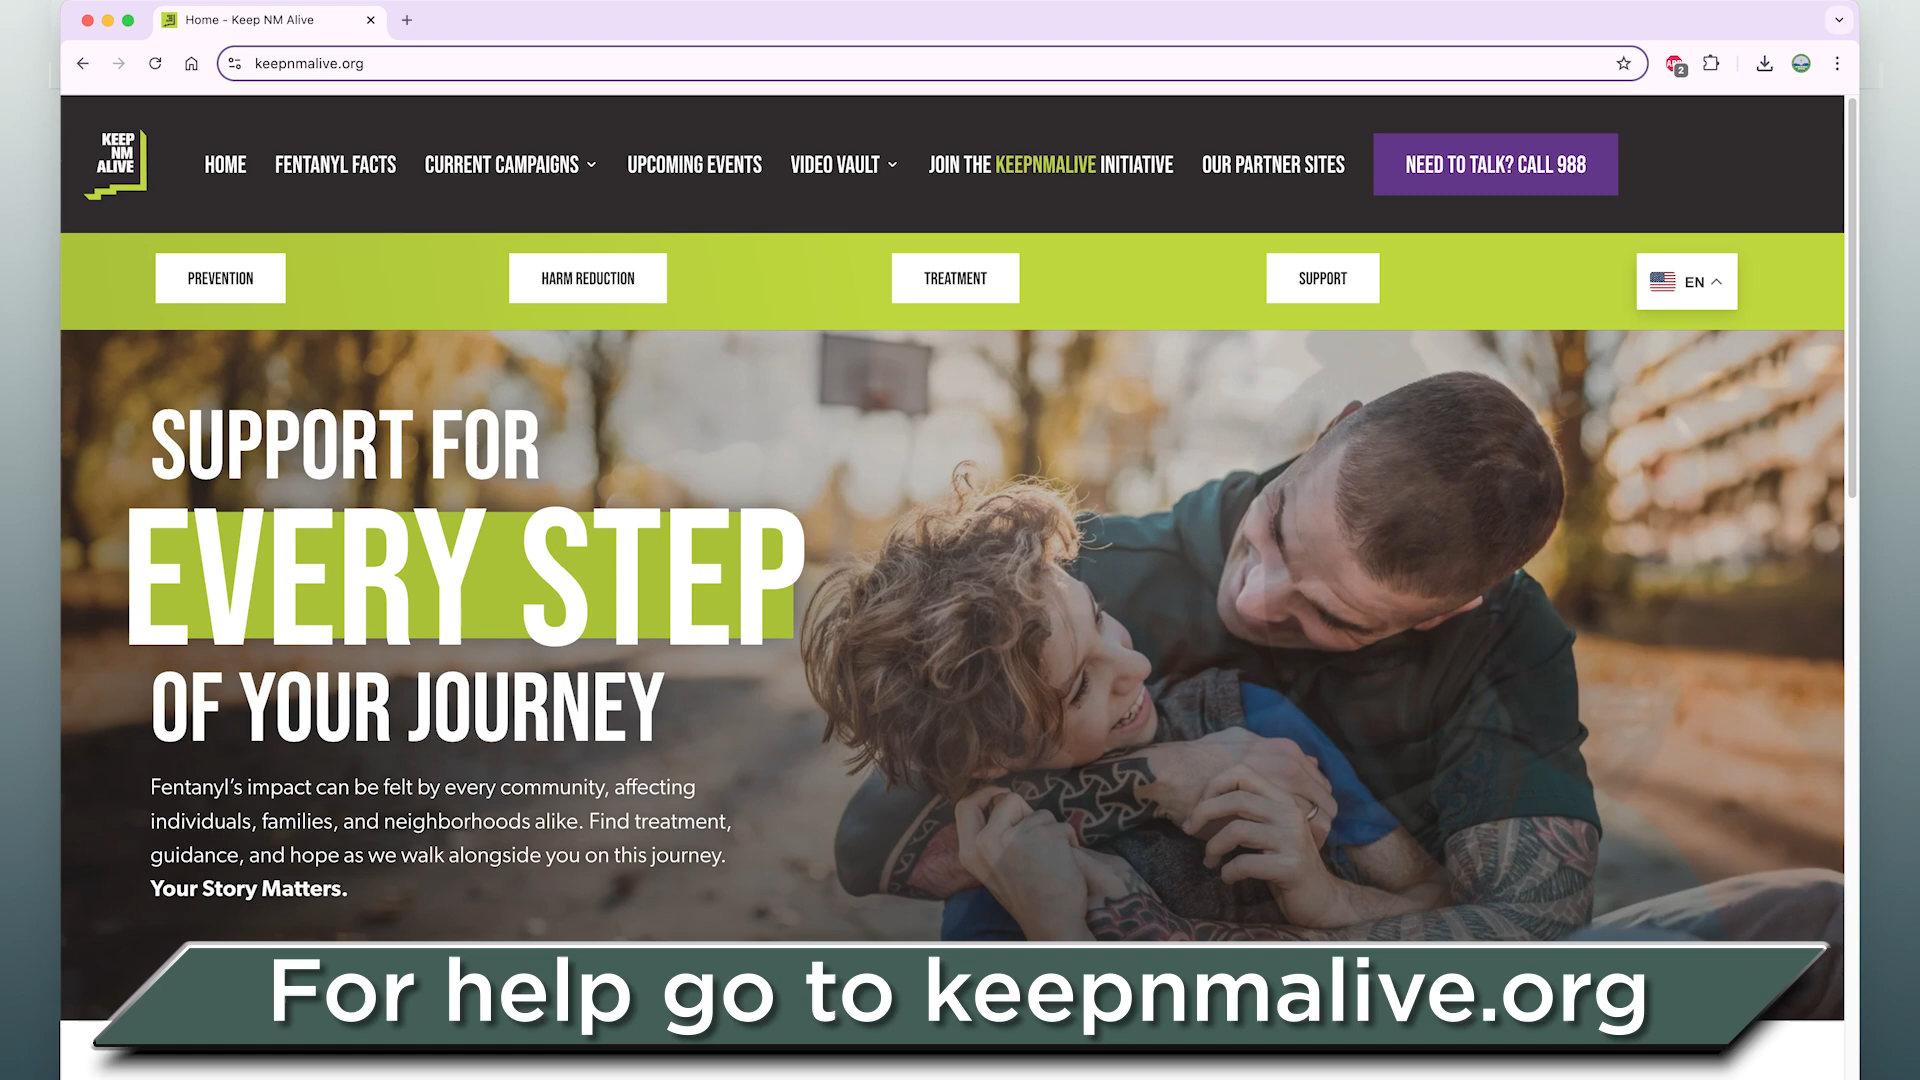 Home - Keep NM Alive
keepnmalive.org
2
KEEP
NM
ALIVE
HOME
FENTANYL FACTS
CURRENT CAMPAIGNS
UPCOMING EVENTS
VIDEO VAULT
JOIN THE KEEPNMALIVE INITIATIVE
OUR PARTNER SITES
NEED TO TALK? CALL 988
PREVENTION
HARM REDUCTION
TREATMENT
SUPPORT
EN
SUPPORT FOR
EVERY STEP
OF YOUR JOURNEY
Fentanyl’s impact can be felt by every community, affecting
individuals, families, and neighborhoods alike. Find treatment,
guidance, and hope as we walk alongside you on this journey.
Your Story Matters.
For help go to keepnmalive.org